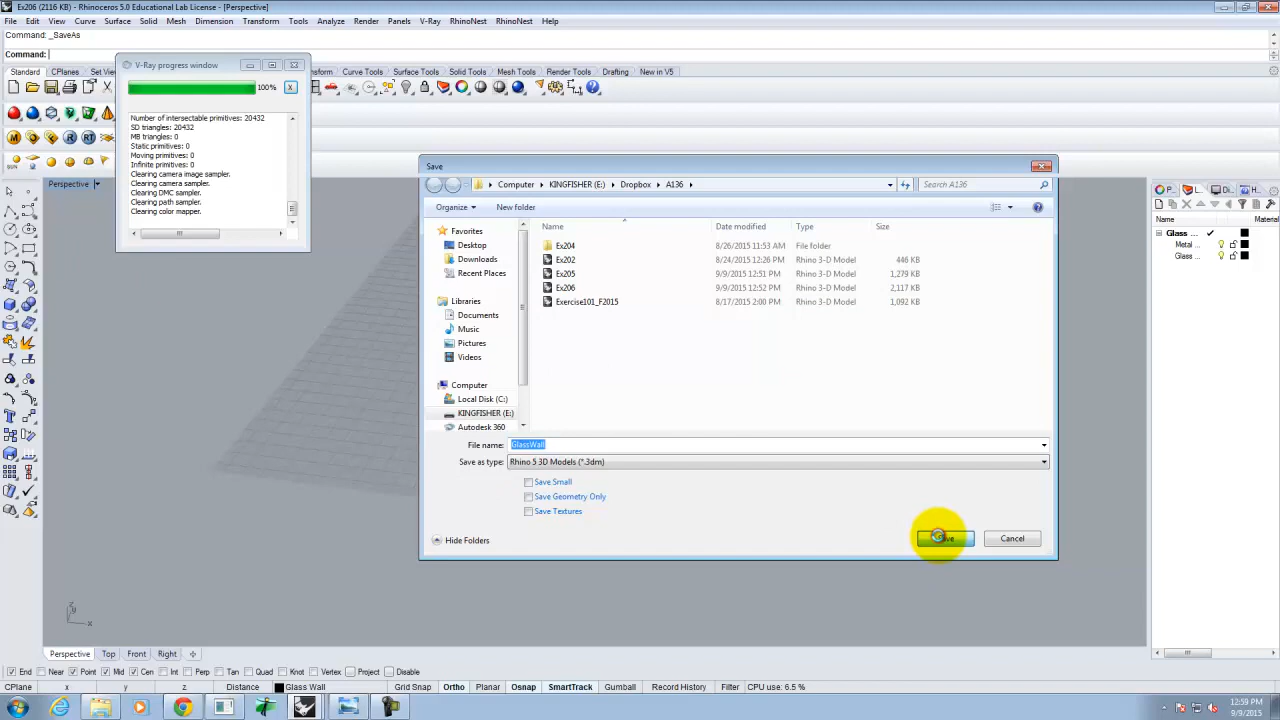 Ex206 (2116 KB) - Rhinoceros 5.0 Educational Lab License - [Perspective]
File Edit View Curve Surface Solid Mesh Dimension Transform Tools Analyze Render Panels V-Ray RhinoNest RhinoNest Help
Command: _SaveAs
Command:
Standard CPlanes Set Vi
nsform Curve Tools Surface Tools Solid Tools Mesh Tools Render Tools Drafting New in V5
V-Ray progress window
100%
Number of intersectable primitives: 20432
SD triangles: 20432
MB triangles: 0
Static primitives: 0
Moving primitives: 0
Infinite primitives: 0
Clearing camera image sampler.
Clearing camera sampler.
Clearing DMC sampler.
Clearing path sampler.
Clearing color mapper.
Perspective
Save
Computer KINGFISHER (E:) Dropbox A136
Search A136
Organize New folder
Name Date modified Type Size
Favorites
Desktop
Downloads
Recent Places
Libraries
Documents
Music
Pictures
Videos
Computer
Local Disk (C:)
KINGFISHER (E:)
Autodesk 360
Ex204 8/26/2015 11:53 AM File folder
Ex202 8/24/2015 12:26 PM Rhino 3-D Model 446 KB
Ex205 9/9/2015 12:51 PM Rhino 3-D Model 1,279 KB
Ex206 9/9/2015 12:52 PM Rhino 3-D Model 2,117 KB
Exercise101_F2015 8/17/2015 2:00 PM Rhino 3-D Model 1,092 KB
File name: GlassWall
Save as type: Rhino 5 3D Models (*.3dm)
Save Small
Save Geometry Only
Save Textures
Hide Folders
Cancel
P... L... Di... H...
Name Material
Glass ...
Metal ...
Glass ...
y
x
Perspective Top Front Right
End Near Point Mid Cen Int Perp Tan Quad Knot Vertex Project Disable
CPlane x y z Distance Glass Wall Grid Snap Ortho Planar Osnap SmartTrack Gumball Record History Filter CPU use: 6.5 %
12:59 PM
9/9/2015